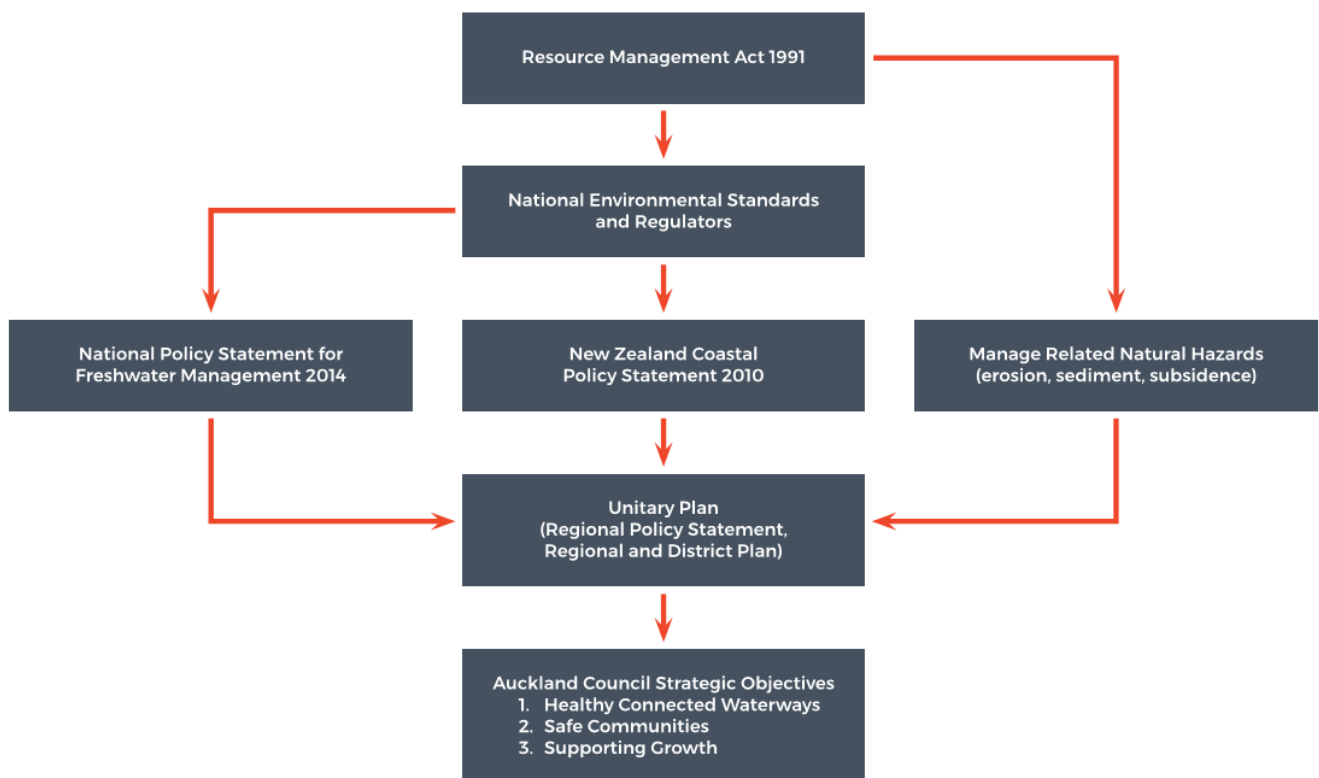 Resource Management Act 1991
National Environmental Standards
and Regulators
National Policy Statement for
Freshwater Management 2014
New Zealand Coastal
Policy Statement 2010
Manage Related Natural Hazards
(erosion, sediment, subsidence)
Unitary Plan
(Regional Policy Statement,
Regional and District Plan)
Auckland Council Strategic Objectives
1. Healthy Connected Waterways
2. Safe Communities
3. Supporting Growth